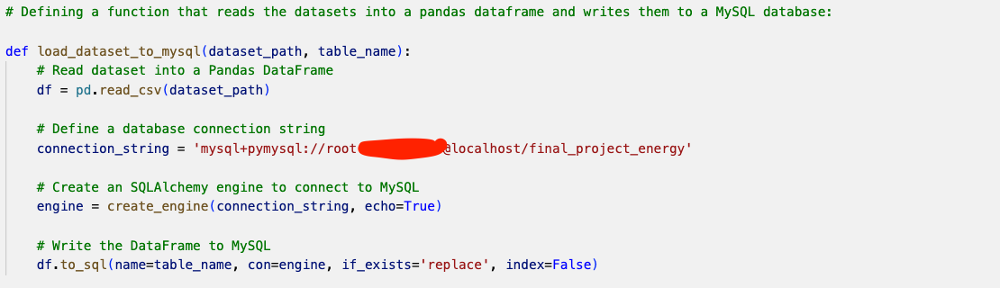 # Defining a function that reads the datasets into a pandas dataframe and writes them to a MySQL database:
def load_dataset_to_mysql(dataset_path, table_name):
# Read dataset into a Pandas DataFrame
df = pd.read_csv(dataset_path)
# Define a database connection string
connection_string = 'mysql+pymysql://root @localhost/final_project_energy'
# Create an SQLAlchemy engine to connect to MySQL
engine = create_engine(connection_string, echo=True)
# Write the DataFrame to MySQL
df.to_sql(name=table_name, con=engine, if_exists='replace', index=False)